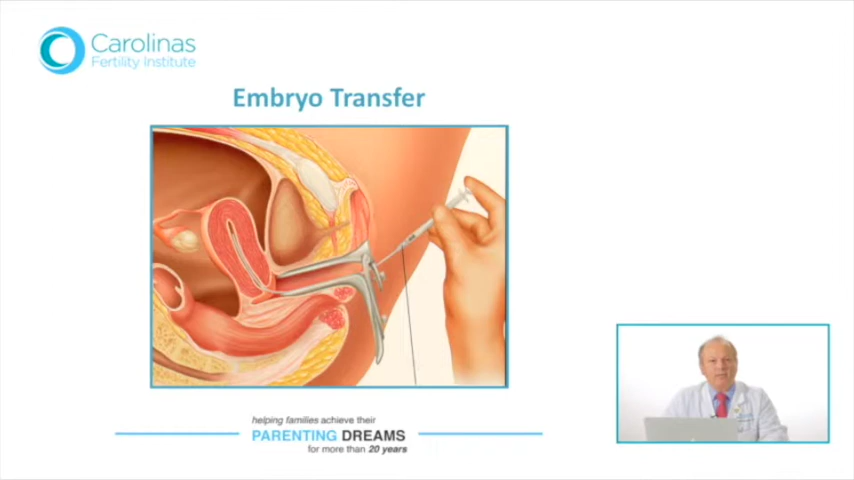 Carolinas
Fertility Institute
Embryo Transfer
helping families achieve their
PARENTING DREAMS
for more than 20 years